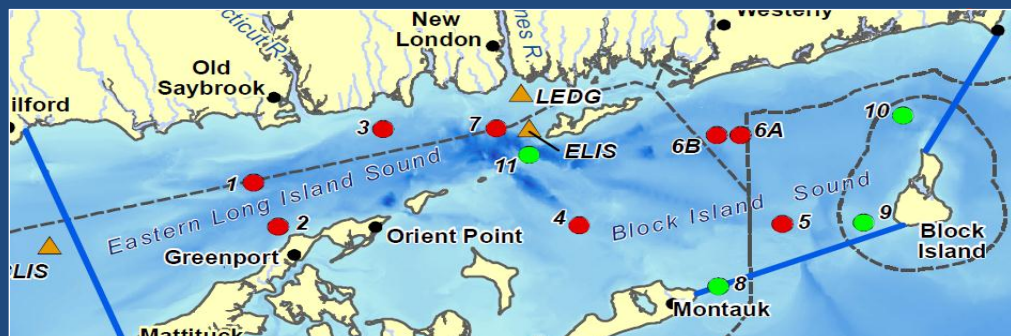 New
London
Old
Saybrook
ilford
LEDG
ELIS
3
7
10
6B
6A
11
1
Eastern Long Island Sound
2
4
Block Island Sound
5
9
Orient Point
Greenport
Block
Island
LIS
8
Montauk